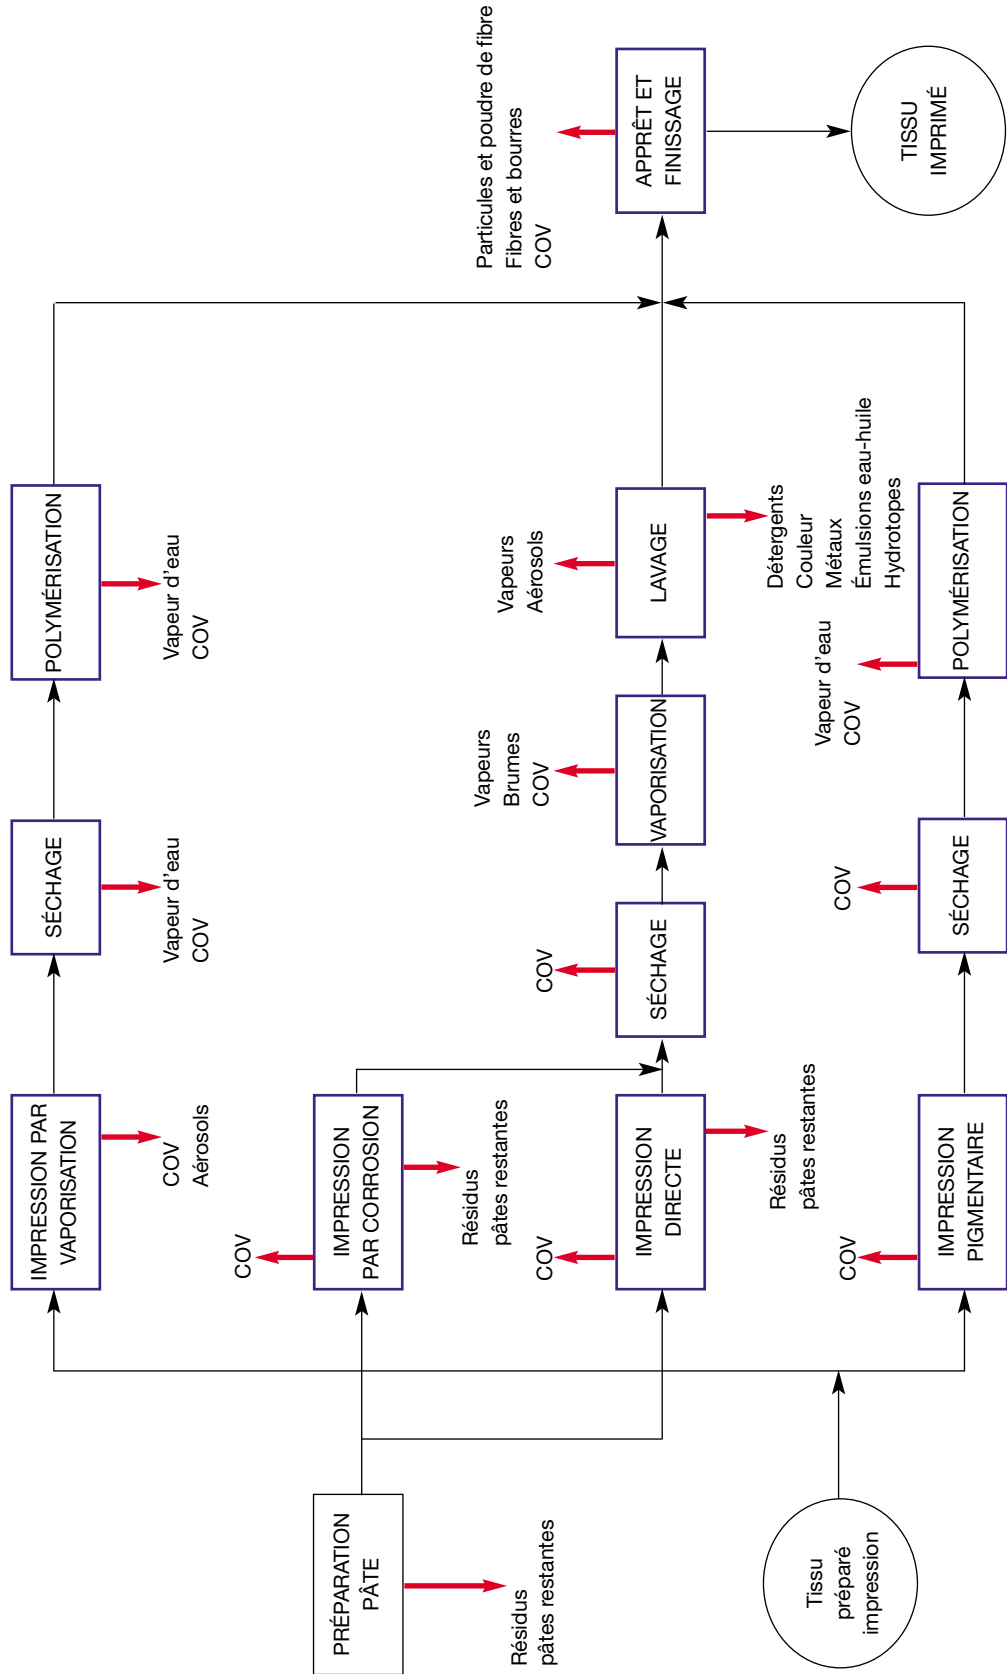 IMPRESSION PAR
VAPORISATION
COV
Aérosols
SÉCHAGE
Vapeur d'eau
COV
POLYMÉRISATION
Vapeur d'eau
COV
PRÉPARATION
PÂTE
Résidus
pâtes restantes
COV
IMPRESSION
PAR CORROSION
Résidus
pâtes restantes
COV
IMPRESSION
DIRECTE
Résidus
pâtes restantes
COV
SÉCHAGE
Vapeurs
Brumes
COV
VAPORISATION
Vapeurs
Aérosols
LAVAGE
Détergents
Couleur
Métaux
Émulsions eau-huile
Hydrotopes
Particules et poudre de fibre
Fibres et bourres
COV
APPRÊT ET
FINISSAGE
TISSU
IMPRIMÉ
Tissu
préparé
impression
COV
IMPRESSION
PIGMENTAIRE
COV
SÉCHAGE
Vapeur d'eau
COV
POLYMÉRISATION